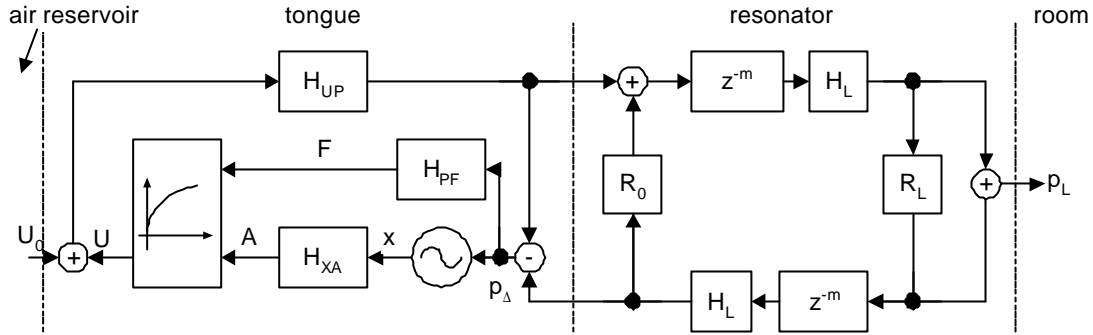 air reservoir tongue resonator room
H_UP + z^-m H_L
F H_PF R_0 R_L + p_L
U_0 + U A H_XA x p_Δ -
H_L z^-m